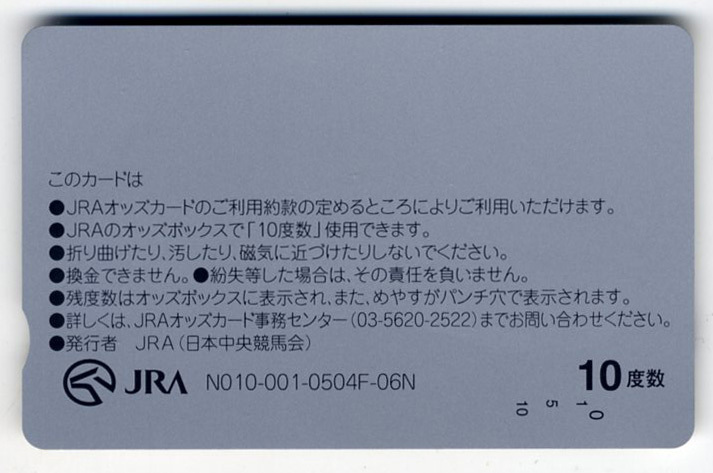 このカードは
●JRAオッズカードのご利用約款の定めるところによりご利用いただけます。
●JRAのオッズボックスで「10度数」使用できます。
●折り曲げたり、汚したり、磁気に近づけたりしないでください。
●換金できません。●紛失等した場合は、その責任を負いません。
●残度数はオッズボックスに表示され、また、めやすがパンチ穴で表示されます。
●詳しくは、JRAオッズカード事務センター(03-5620-2522)までお問い合わせください。
●発行者 JRA(日本中央競馬会)
JRA N010-001-0504F-06N 10度数
10 5 1 0